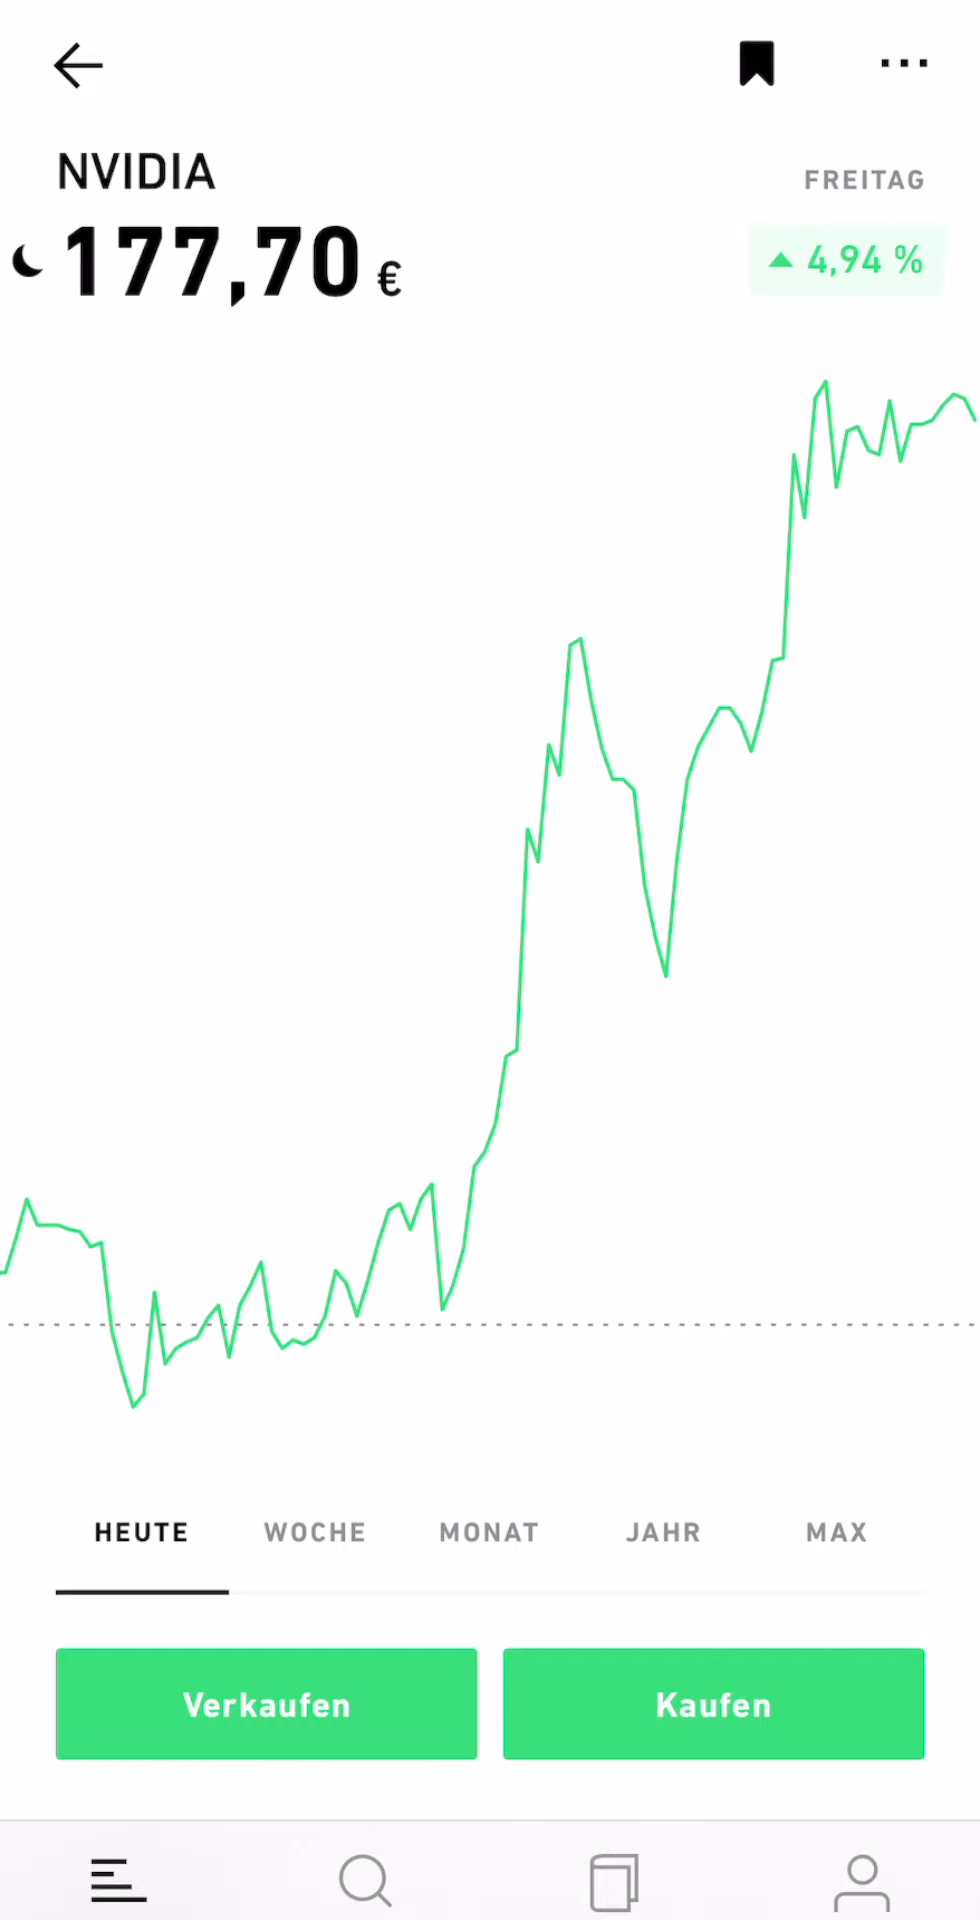 NVIDIA
FREITAG
177,70 €
▲ 4,94 %
HEUTE WOCHE MONAT JAHR MAX
Verkaufen Kaufen